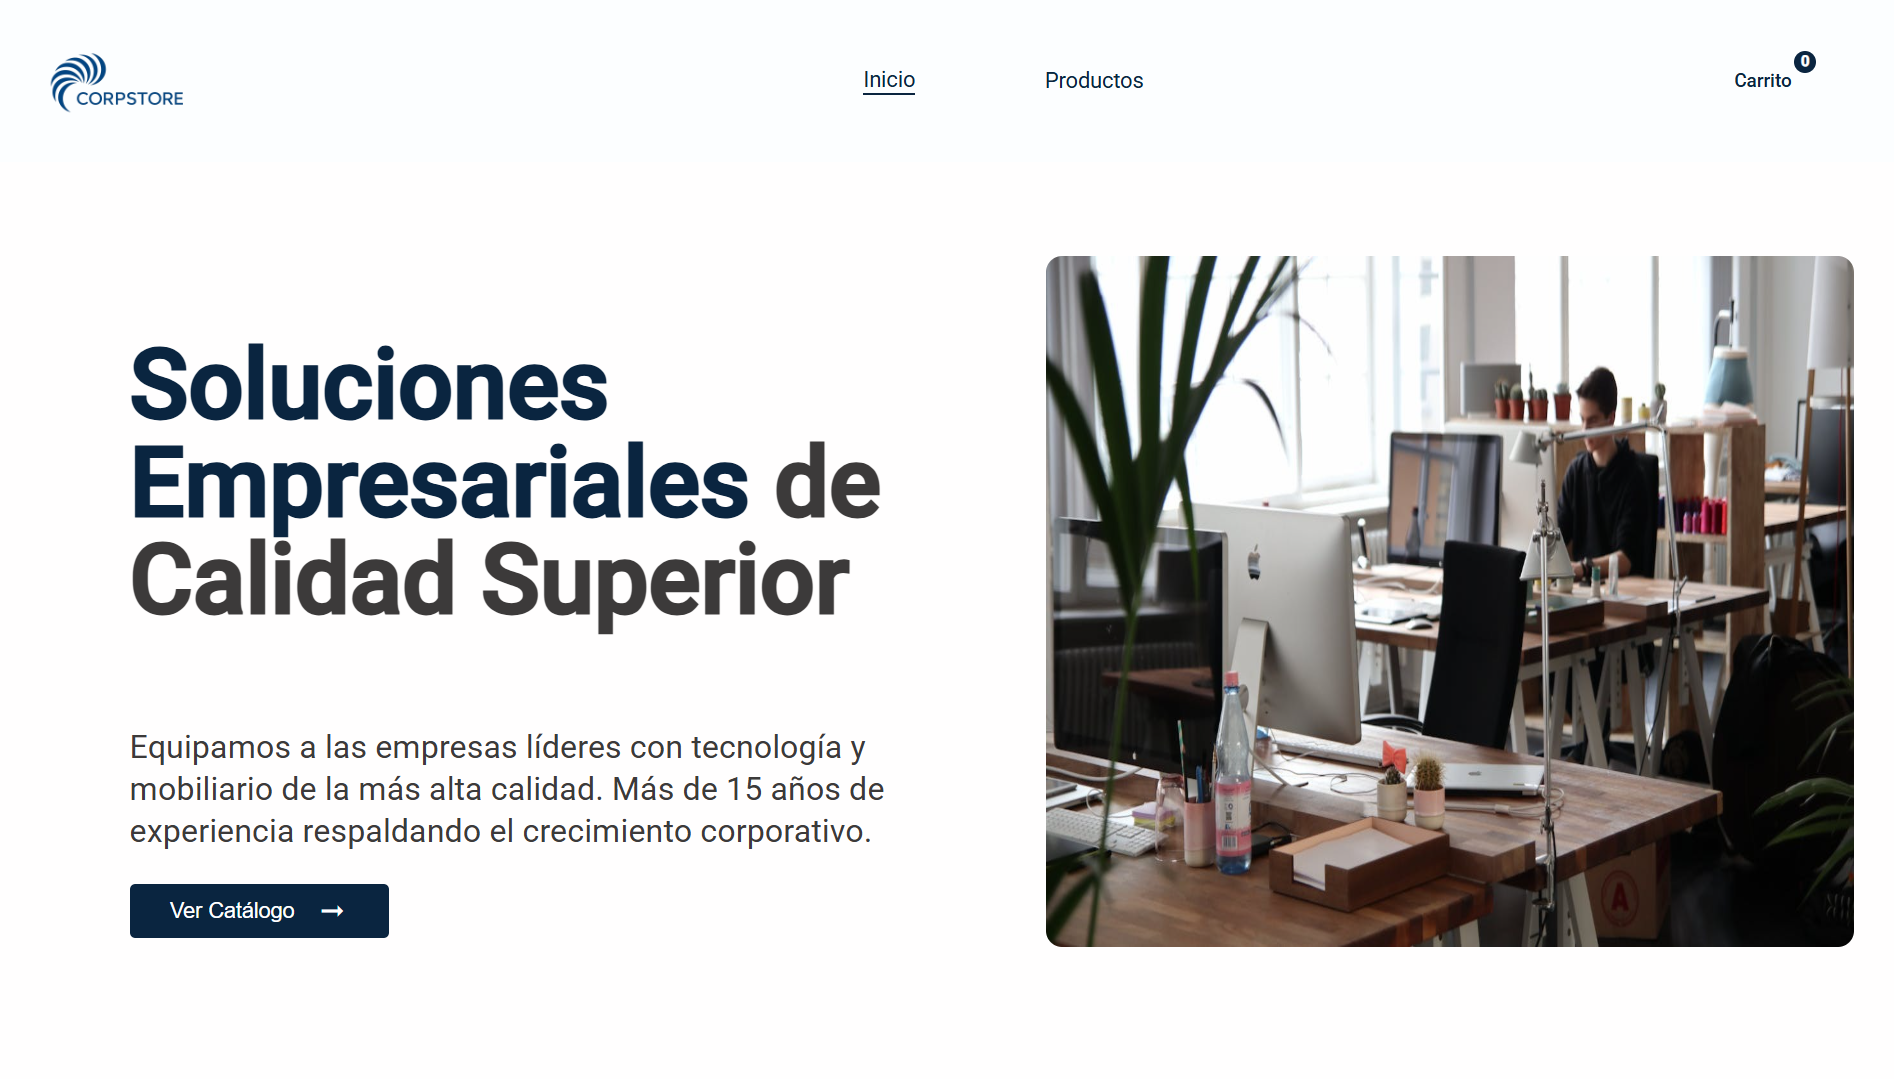 CORPSTORE
Inicio
Productos
Carrito
0
Soluciones
Empresariales de
Calidad Superior
Equipamos a las empresas líderes con tecnología y
mobiliario de la más alta calidad. Más de 15 años de
experiencia respaldando el crecimiento corporativo.
Ver Catálogo
A